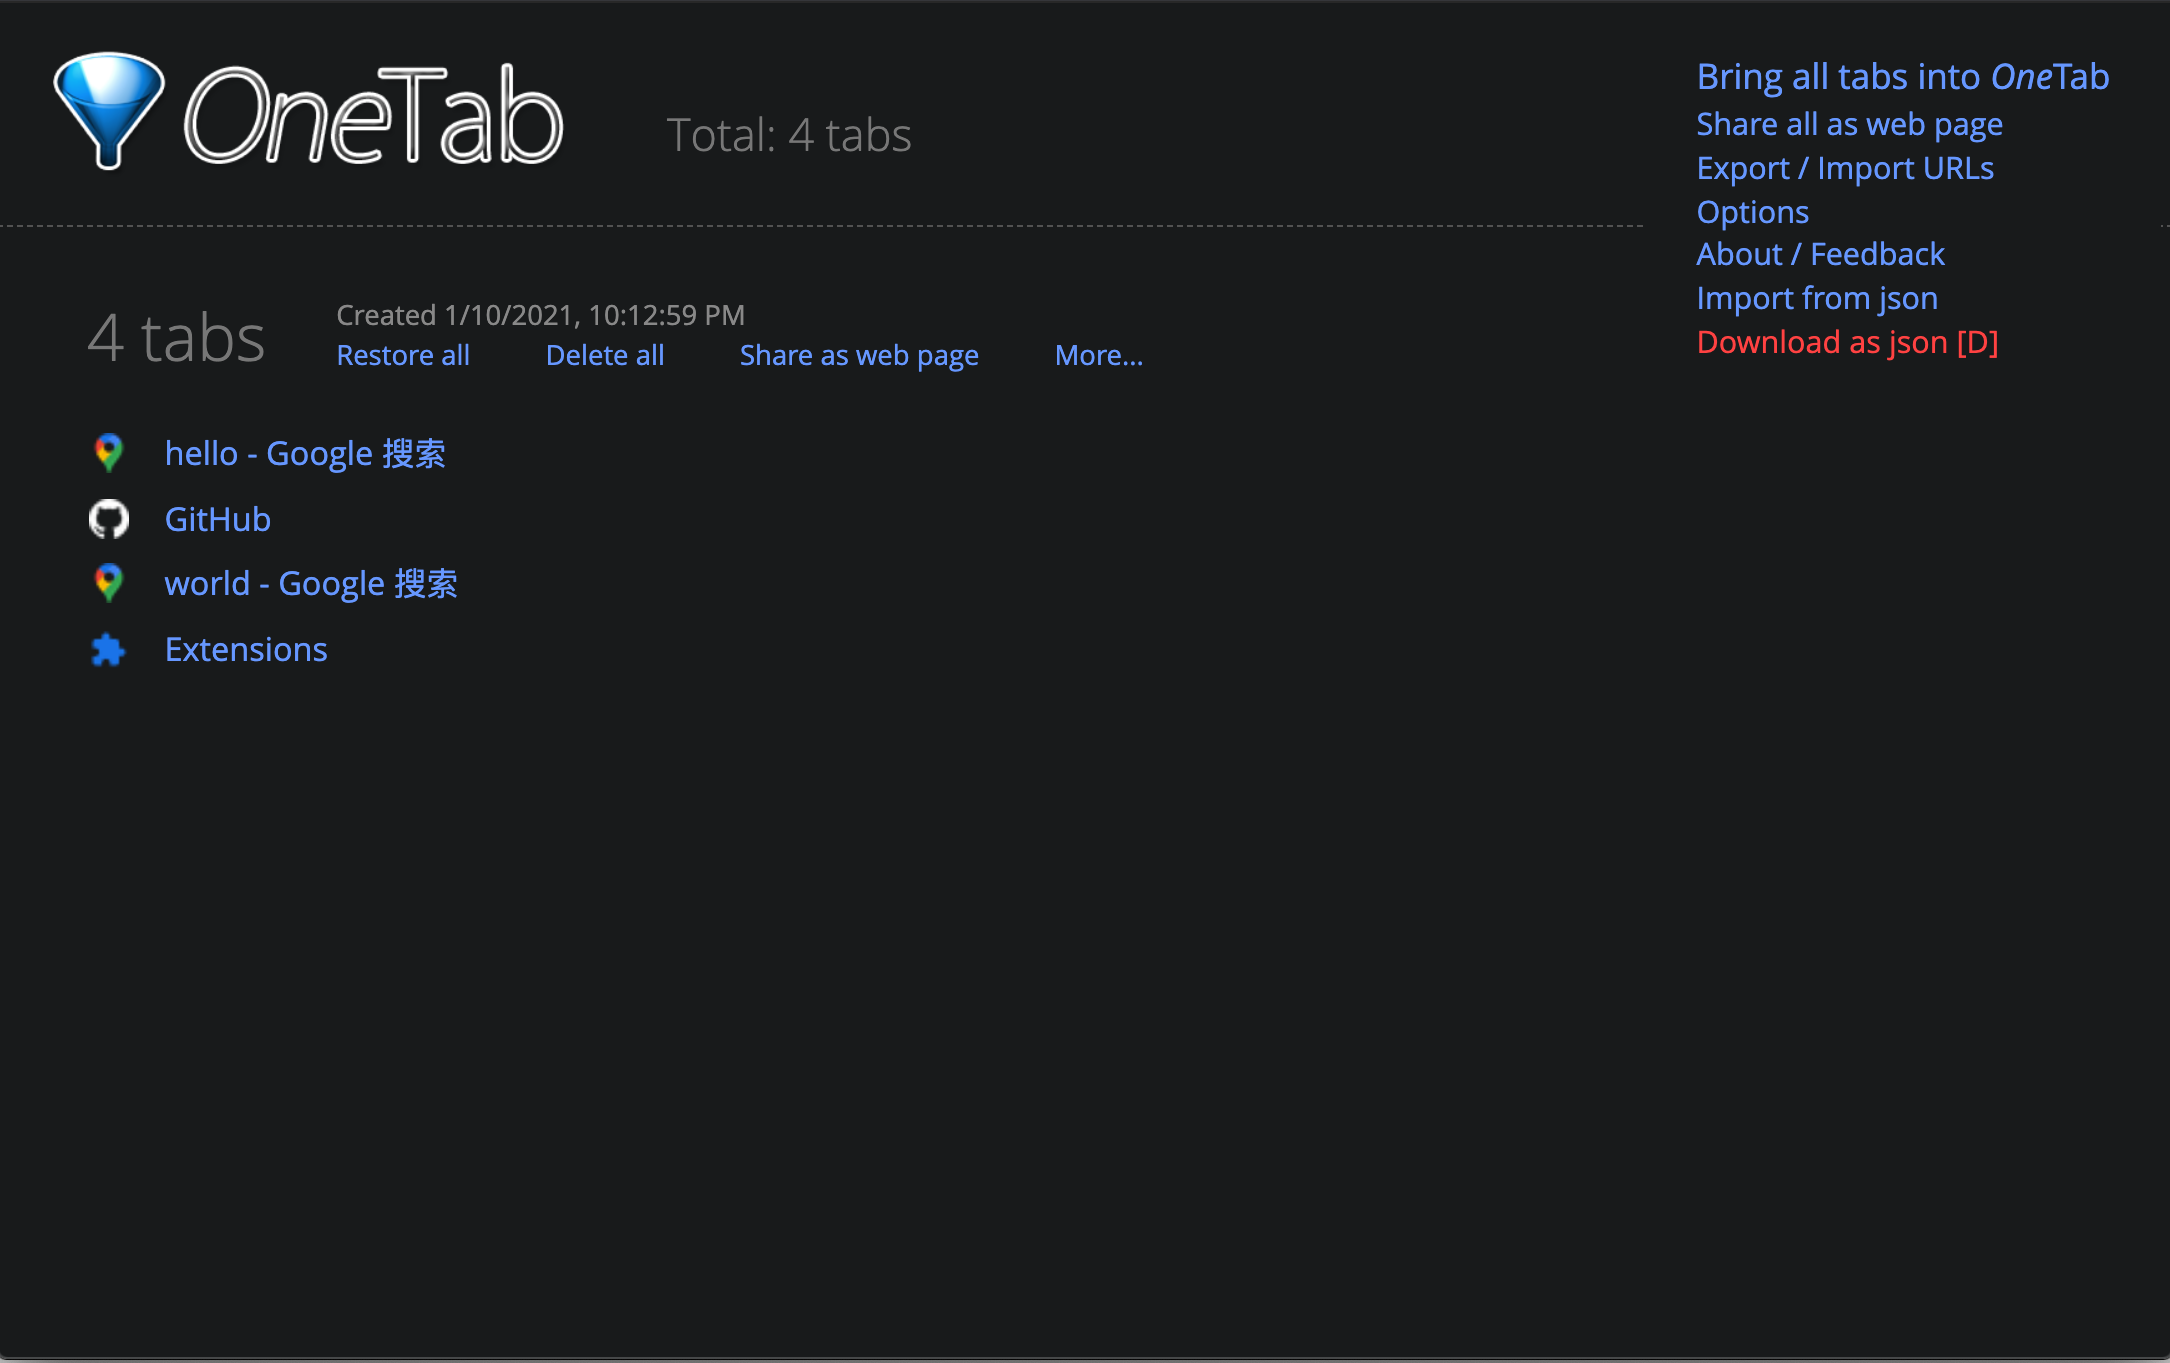 OneTab
Total: 4 tabs
Bring all tabs into OneTab
Share all as web page
Export / Import URLs
Options
About / Feedback
Import from json
Download as json [D]
4 tabs
Created 1/10/2021, 10:12:59 PM
Restore all Delete all Share as web page More...
hello - Google 搜索
GitHub
world - Google 搜索
Extensions